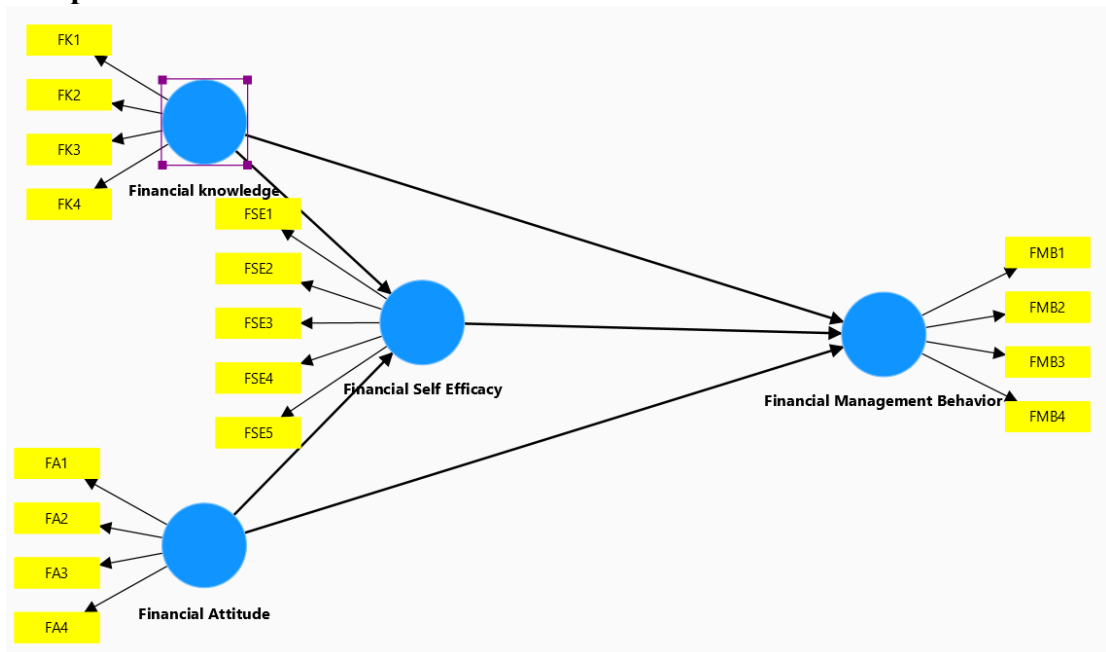 FK1
FK2
FK3
FK4
Financial knowledge
FSE1
FSE2
FSE3
FSE4
FSE5
Financial Self Efficacy
FMB1
FMB2
FMB3
FMB4
Financial Management Behavior
FA1
FA2
FA3
FA4
Financial Attitude